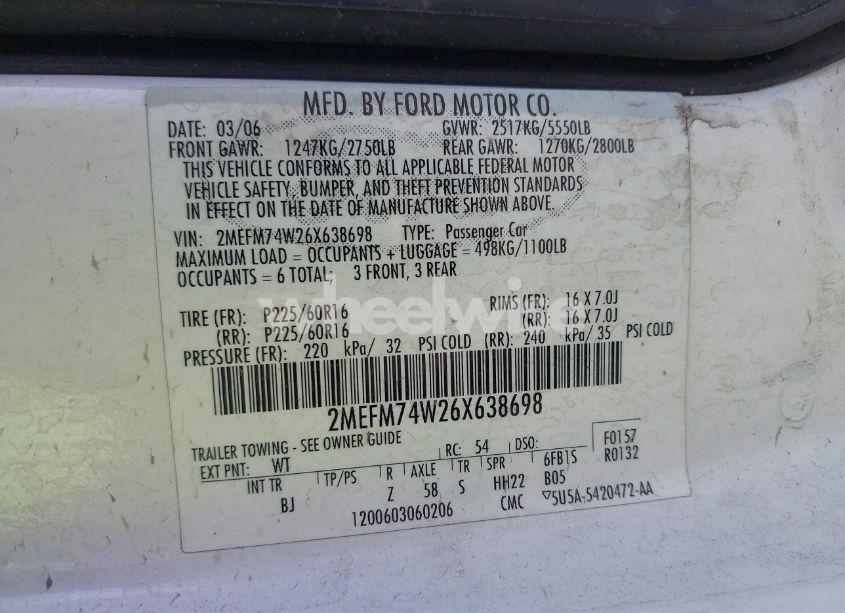 MFD. BY FORD MOTOR CO.
DATE: 03/06 GVWR: 2517KG/5550LB
FRONT GAWR: 1247KG/2750LB REAR GAWR: 1270KG/2800LB
THIS VEHICLE CONFORMS TO ALL APPLICABLE FEDERAL MOTOR
VEHICLE SAFETY, BUMPER, AND THEFT PREVENTION STANDARDS
IN EFFECT ON THE DATE OF MANUFACTURE SHOWN ABOVE.
VIN: 2MEFM74W26X638698 TYPE: Passenger Car
MAXIMUM LOAD = OCCUPANTS + LUGGAGE = 498KG/1100LB
OCCUPANTS = 6 TOTAL; 3 FRONT, 3 REAR
wheelwire
TIRE (FR): P225/60R16 RIMS (FR): 16 X 7.0J
(RR): P225/60R16 (RR): 16 X 7.0J
PRESSURE (FR): 220 kPa/ 32 PSI COLD (RR): 240 kPa/ 35 PSI COLD
2MEFM74W26X638698
TRAILER TOWING - SEE OWNER GUIDE
EXT PNT: WT RC: 54 DSO: F0157
INT TR TP/PS R AXLE TR SPR 6FB1S R0132
BJ Z 58 S HH22 B05
1200603060206 CMC ▽5U5A-5420472-AA